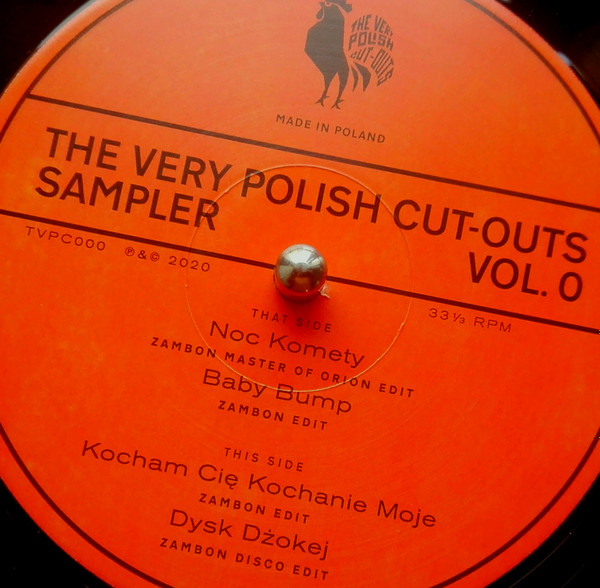 THE VERY
POLISH
CUT-OUTS
MADE IN POLAND
THE VERY POLISH CUT-OUTS
SAMPLER
VOL. 0
TVPC000 ℗&© 2020
33⅓ RPM
THAT SIDE
Noc Komety
ZAMBON MASTER OF ORION EDIT
Baby Bump
ZAMBON EDIT
THIS SIDE
Kocham Cię Kochanie Moje
ZAMBON EDIT
Dysk Dżokej
ZAMBON DISCO EDIT